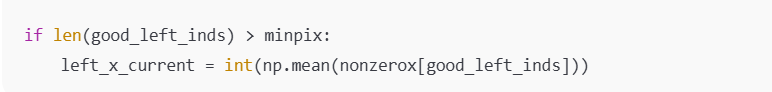 if len(good_left_inds) > minpix:
    left_x_current = int(np.mean(nonzerox[good_left_inds]))